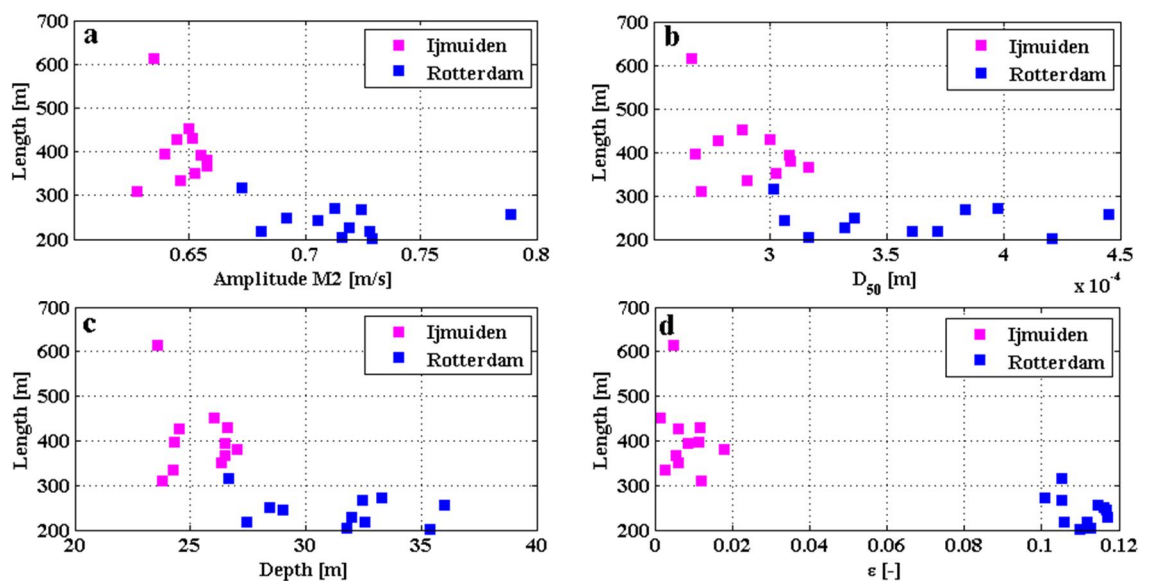 a
Ijmuiden
Rotterdam
Length [m]
700
600
500
400
300
200
0.65
0.7
0.75
0.8
Amplitude M2 [m/s]
b
Ijmuiden
Rotterdam
Length [m]
700
600
500
400
300
200
3
3.5
4
4.5
D50 [m]
x 10-4
c
Ijmuiden
Rotterdam
Length [m]
700
600
500
400
300
200
20
25
30
35
40
Depth [m]
d
Ijmuiden
Rotterdam
Length [m]
700
600
500
400
300
200
0
0.02
0.04
0.06
0.08
0.1
0.12
ε [-]